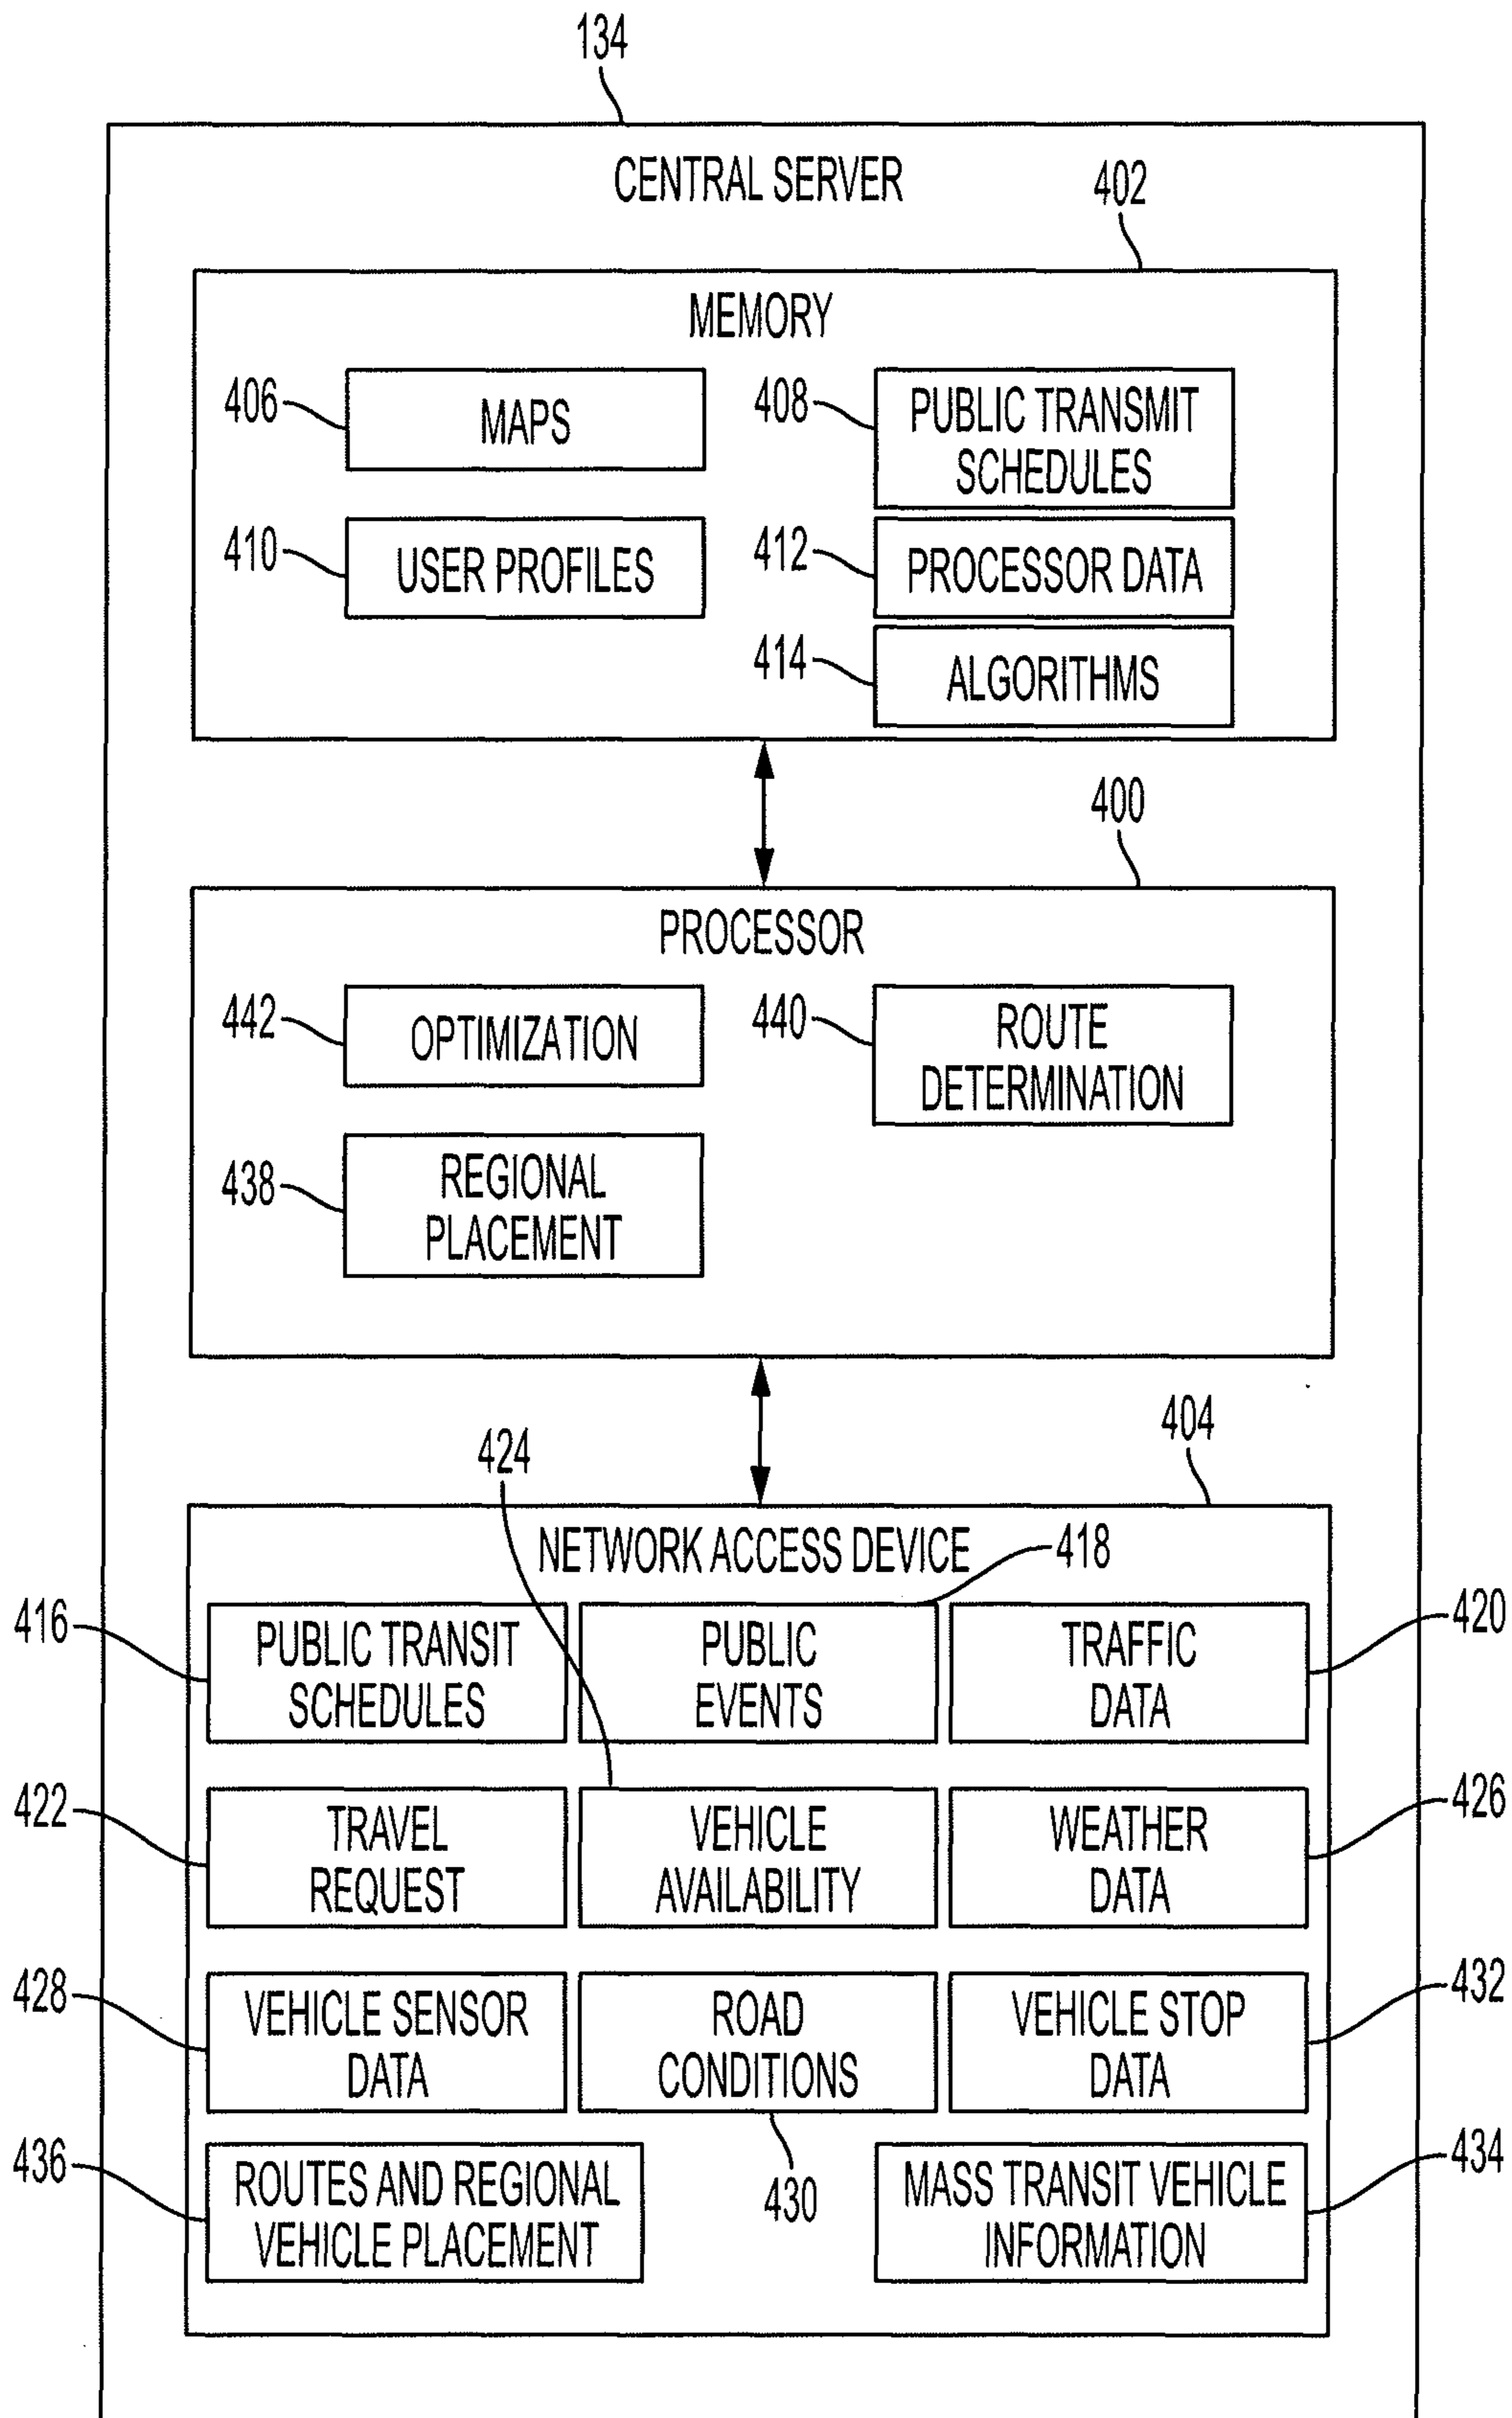 134
CENTRAL SERVER
402
MEMORY
406
MAPS
408
PUBLIC TRANSMIT
SCHEDULES
410
USER PROFILES
412
PROCESSOR DATA
414
ALGORITHMS
400
PROCESSOR
442
OPTIMIZATION
440
ROUTE
DETERMINATION
438
REGIONAL
PLACEMENT
404
424
NETWORK ACCESS DEVICE
418
416
PUBLIC TRANSIT
SCHEDULES
PUBLIC
EVENTS
TRAFFIC
DATA
420
422
TRAVEL
REQUEST
VEHICLE
AVAILABILITY
WEATHER
DATA
426
428
VEHICLE SENSOR
DATA
ROAD
CONDITIONS
VEHICLE STOP
DATA
432
436
ROUTES AND REGIONAL
VEHICLE PLACEMENT
430
MASS TRANSIT VEHICLE
INFORMATION
434